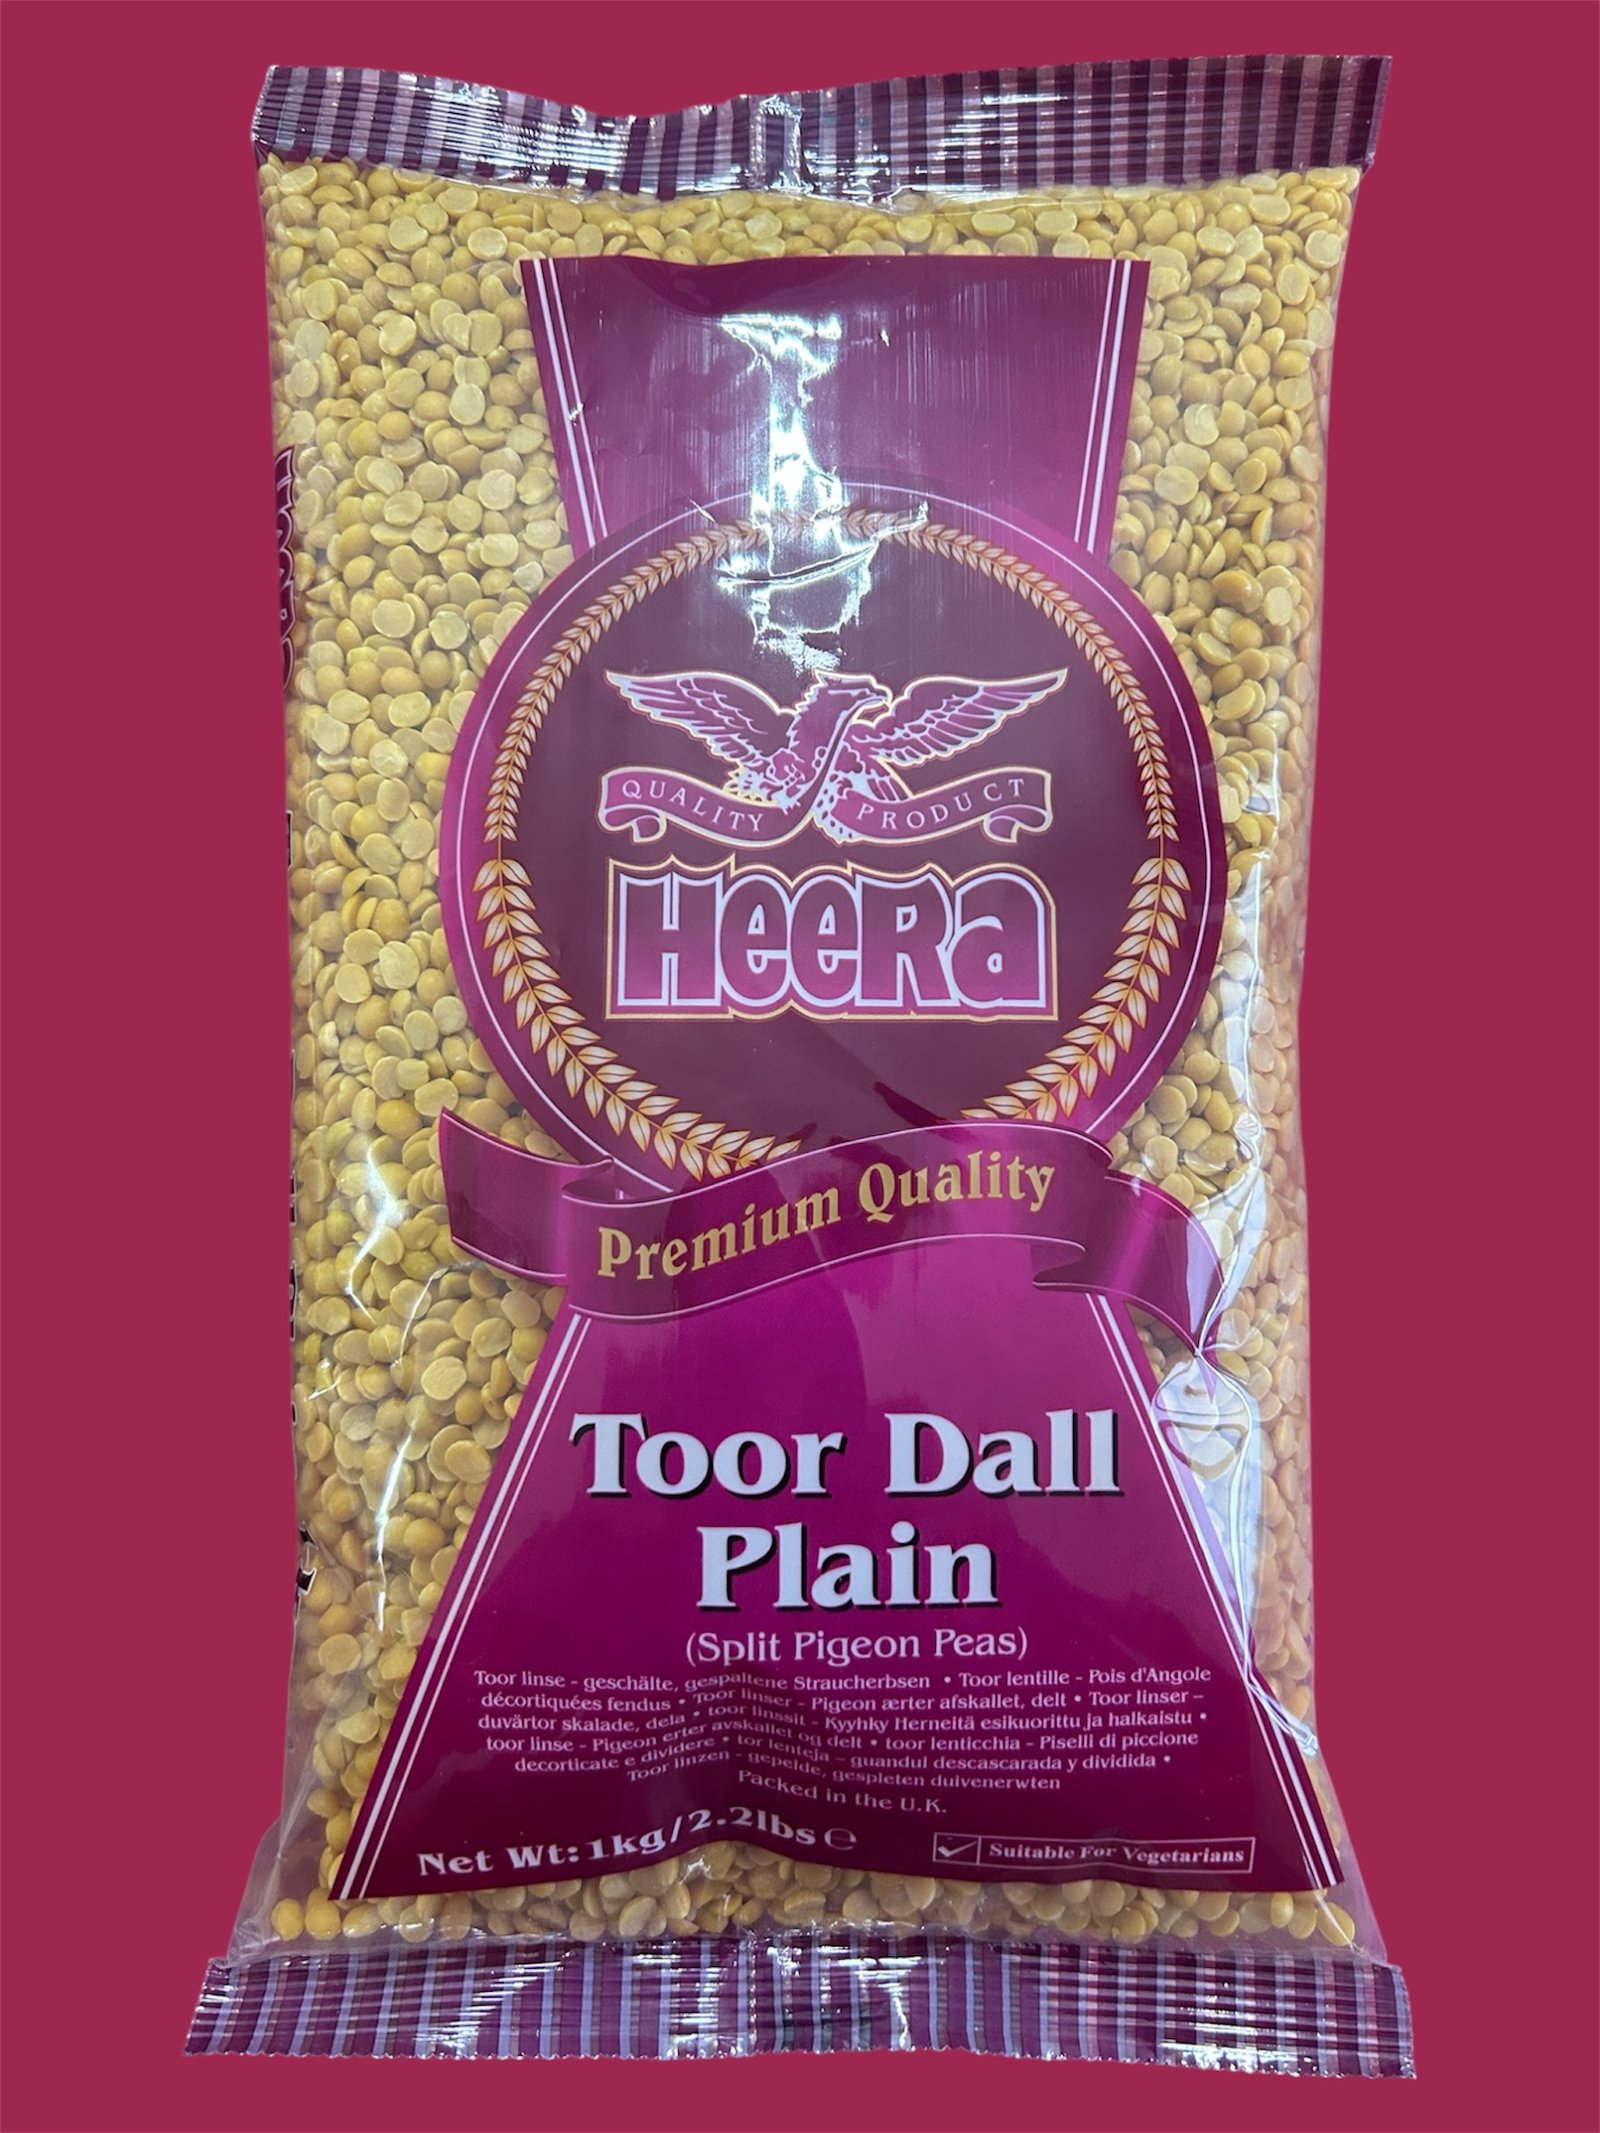 QUALITY PRODUCT
HeeRa
Premium Quality
Toor Dall
Plain
(Split Pigeon Peas)
Toor linse - geschälte, gespaltene Straucherbsen • Toor lentille - Pois d'Angole
décortiquées fendus • Toor linser - Pigeon ærter afskallet, delt • Toor linser –
duvärtor skalade, dela • toor linssit - Kyyhky Herneitä esikuorittu ja halkaistu •
toor linse - Pigeon erter avskallet og delt • toor lenticchia - Piselli di piccione
decorticate e dividere • tor lenteja – guandul descascarada y dividida •
Toor linzen - gepelde, gespleten duivenerwten
Packed in the U.K.
Net Wt: 1kg/2.2lbs ℮
Suitable For Vegetarians